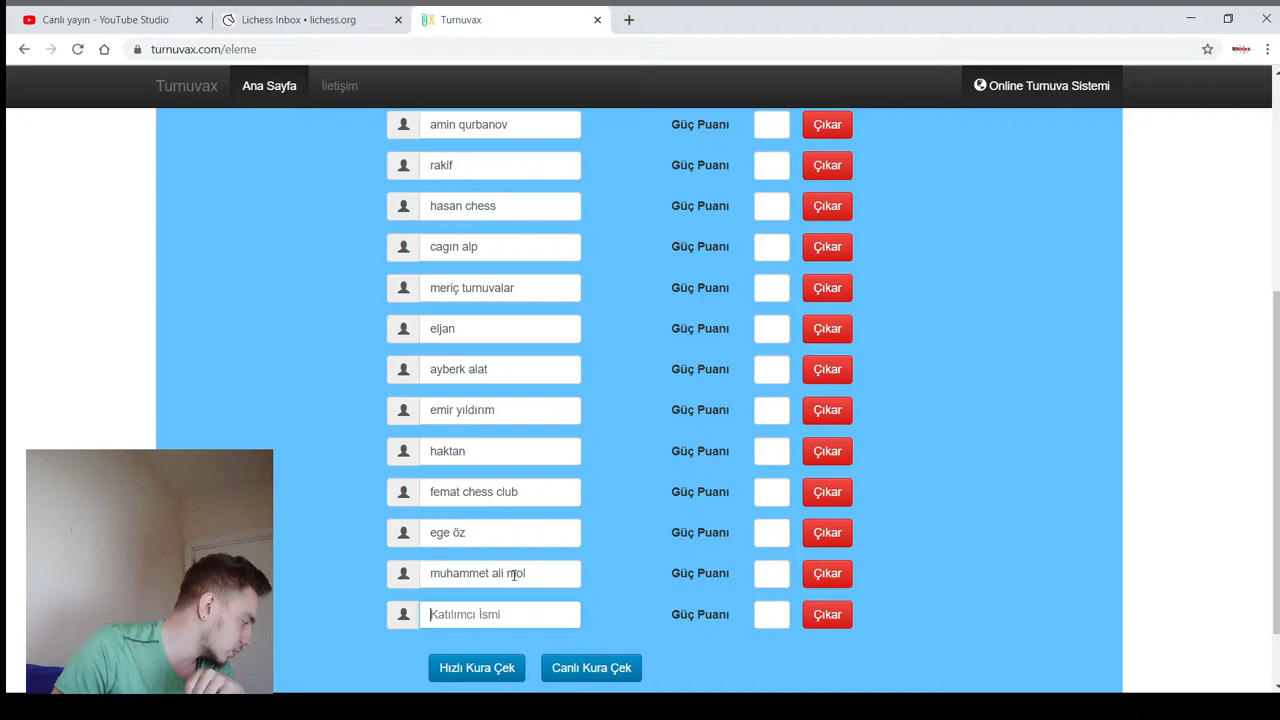 Canlı yayın - YouTube Studio
Lichess Inbox • lichess.org
Turnuvax
turnuvax.com/eleme
Turnuvax Ana Sayfa İletişim Online Turnuva Sistemi
amin qurbanov Güç Puanı Çıkar
rakif Güç Puanı Çıkar
hasan chess Güç Puanı Çıkar
cagın alp Güç Puanı Çıkar
meriç turnuvalar Güç Puanı Çıkar
eljan Güç Puanı Çıkar
ayberk alat Güç Puanı Çıkar
emir yıldırım Güç Puanı Çıkar
haktan Güç Puanı Çıkar
femat chess club Güç Puanı Çıkar
ege öz Güç Puanı Çıkar
muhammet ali mol Güç Puanı Çıkar
Katılımcı İsmi Güç Puanı Çıkar
Hızlı Kura Çek Canlı Kura Çek